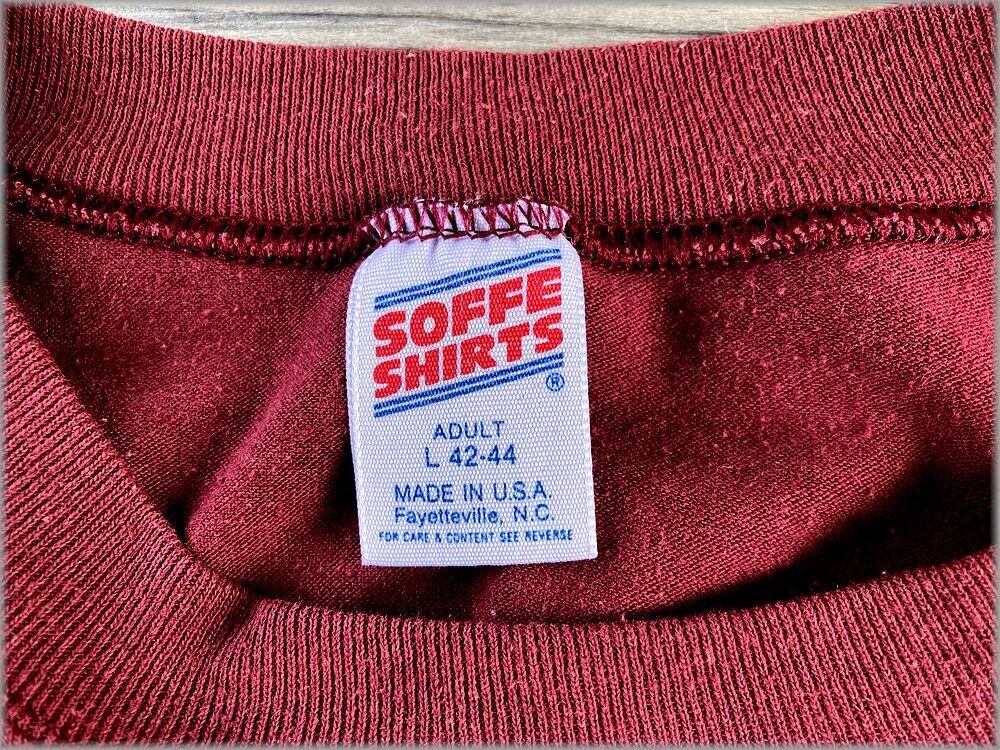 SOFFE
SHIRTS
®
ADULT
L 42-44
MADE IN U.S.A.
Fayetteville, N.C.
FOR CARE & CONTENT SEE REVERSE